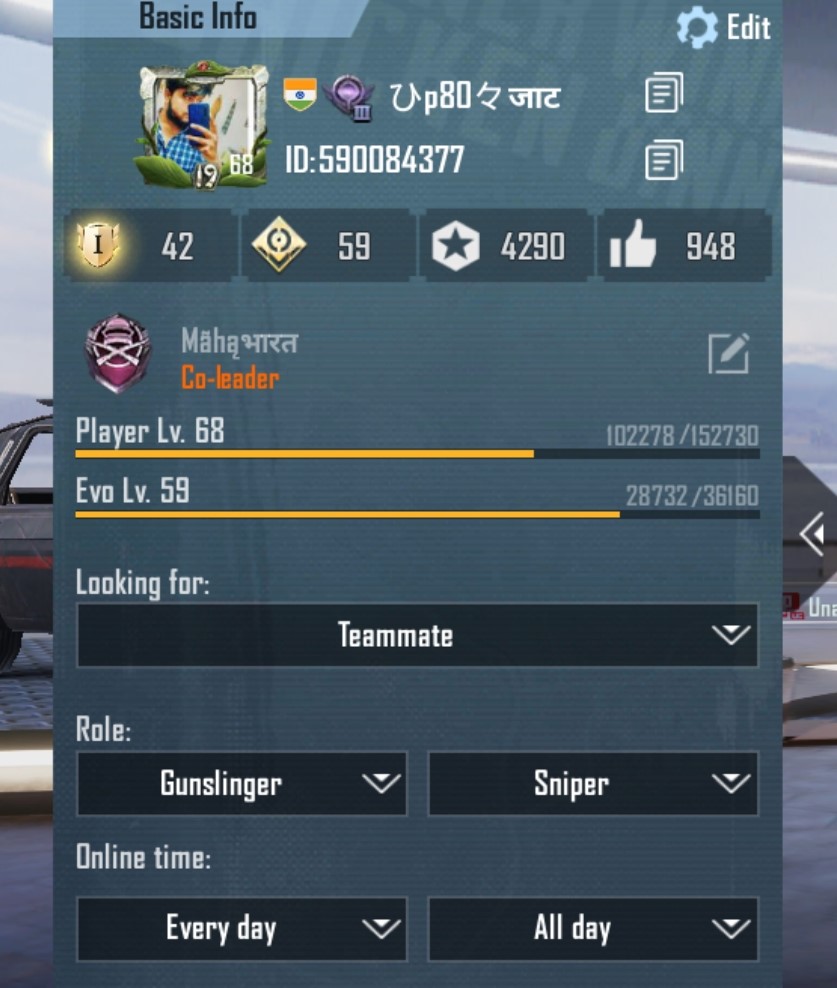 Basic Info
Edit
ひp80々जाट
19 68
ID:590084377
I 42 59 4290 948
III
Mãhąभारत
Co-leader
Player Lv. 68 102278/152730
Evo Lv. 59 28732/36160
Looking for:
Teammate
Role:
Gunslinger Sniper
Online time:
Every day All day